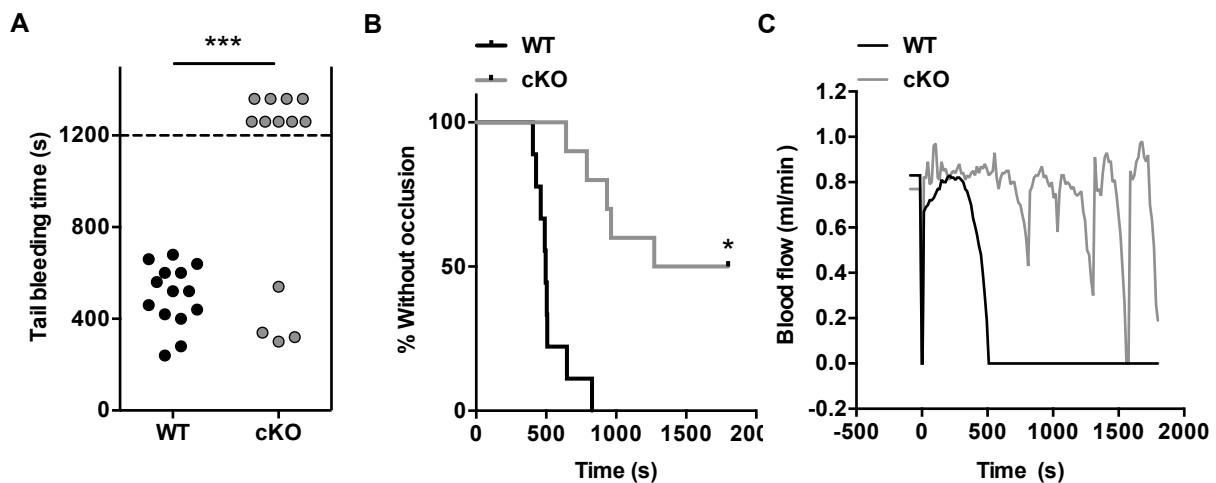 A
***
Tail bleeding time (s)
1200
800
400
0
WT
cKO
B
WT
cKO
% Without occlusion
100
50
0
*
0
500
1000
1500
200
Time (s)
C
WT
cKO
Blood flow (ml/min)
1.2
1.0
0.8
0.6
0.4
0.2
0.0
-0.2
-500
0
500
1000
1500
2000
Time (s)